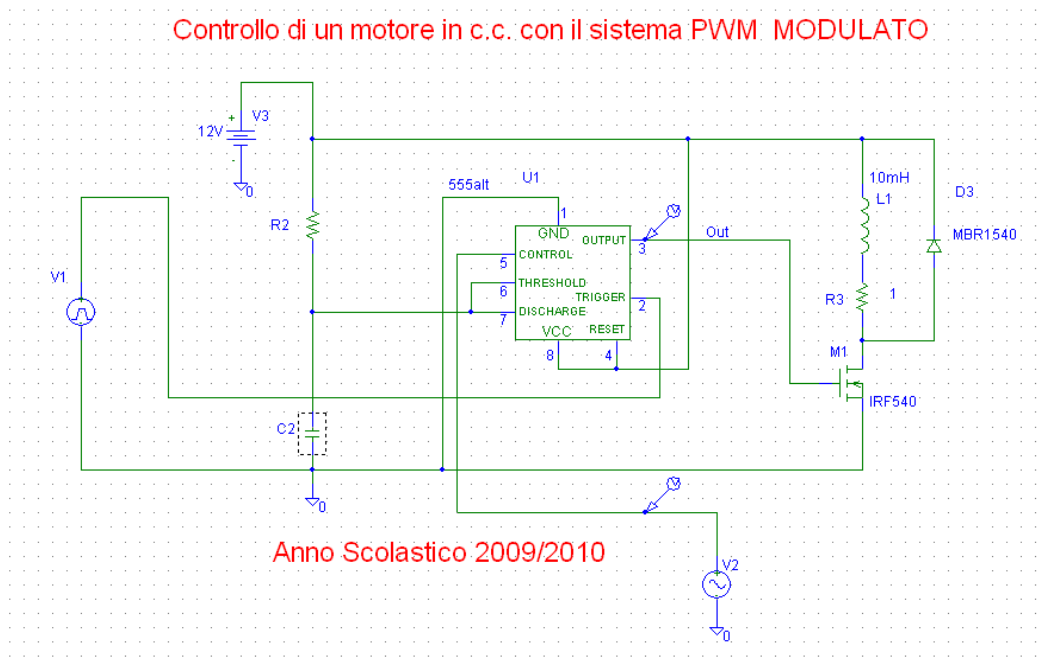 Controllo di un motore in c.c. con il sistema PWM MODULATO
+
V3
12V
-
0
R2
V1
C2
0
555alt
U1
1
GND
OUTPUT
3
Out
CONTROL
5
THRESHOLD
6
TRIGGER
2
DISCHARGE
7
VCC
RESET
8
4
10mH
L1
D3
MBR1540
R3
1
M1
IRF540
V
V
V2
0
Anno Scolastico 2009/2010